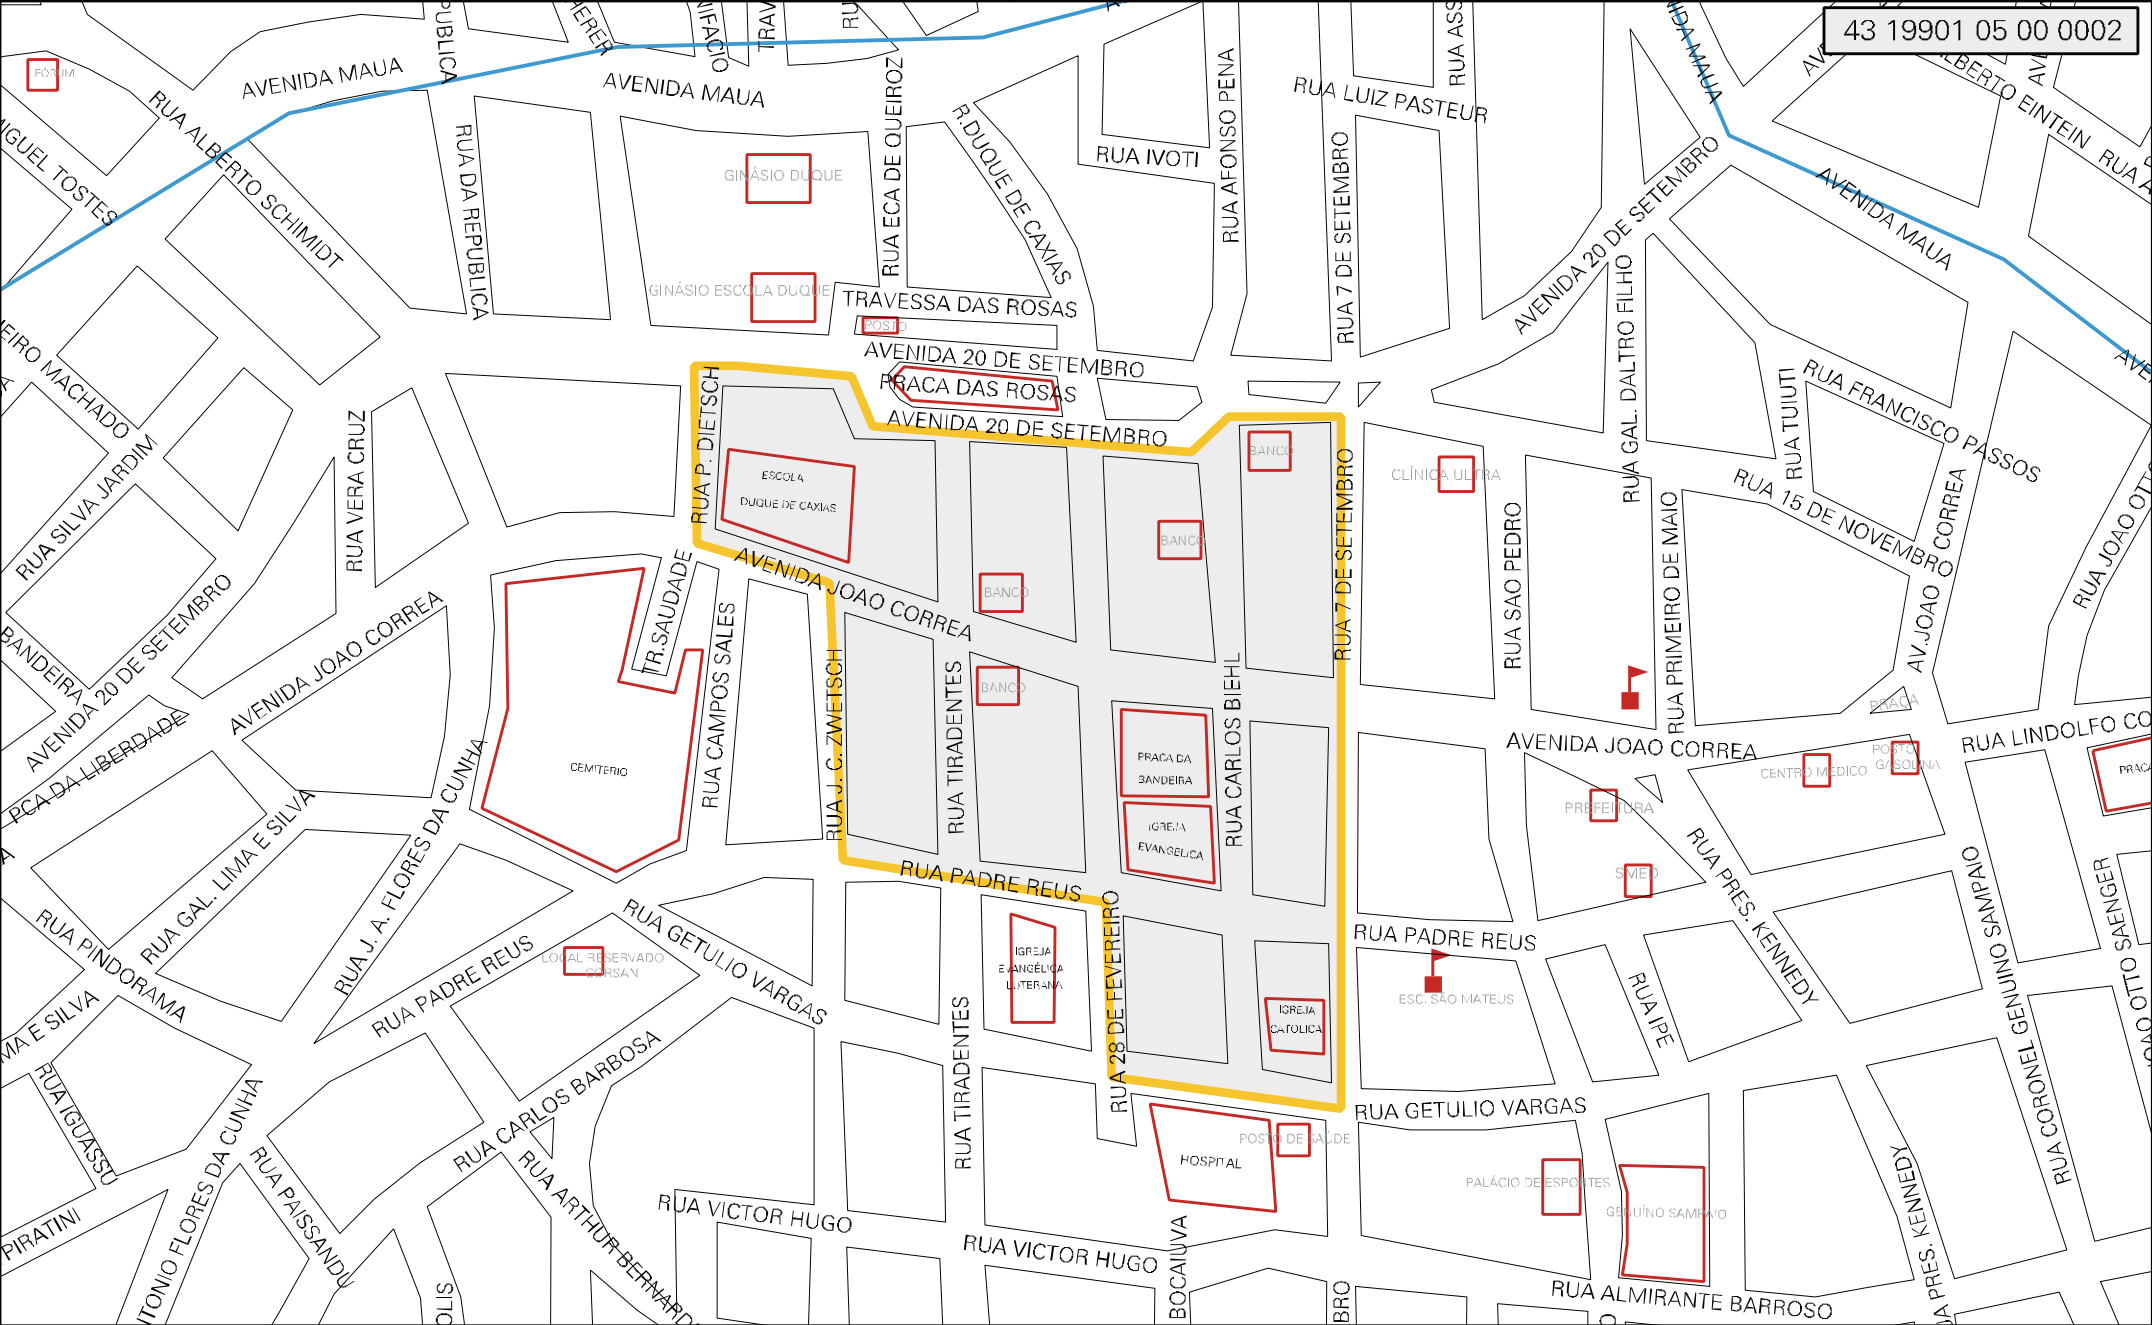 43 19901 05 00 0002
FÓRUM
AVENIDA MAUA
AVENIDA MAUA
RUA ALBERTO SCHIMIDT
RUA DA REPUBLICA
RUA ECA DE QUEIROZ
R.DUQUE DE CAXIAS
RUA IVOTI
RUA AFONSO PENA
RUA 7 DE SETEMBRO
RUA LUIZ PASTEUR
AVENIDA 20 DE SETEMBRO
AVENIDA MAUA
GINÁSIO DUQUE
GINÁSIO ESCOLA DUQUE
TRAVESSA DAS ROSAS
POSTO
AVENIDA 20 DE SETEMBRO
PRACA DAS ROSAS
AVENIDA 20 DE SETEMBRO
RUA GAL. DALTRO FILHO
RUA TUIUTI
RUA FRANCISCO PASSOS
RUA 15 DE NOVEMBRO
RUA SILVA JARDIM
RUA VERA CRUZ
RUA P. DIETSCH
ESCOLA
DUQUE DE CAXIAS
BANCO
BANCO
BANCO
BANCO
CLÍNICA ULTRA
RUA SAO PEDRO
RUA 7 DE SETEMBRO
RUA PRIMEIRO DE MAIO
AV.JOAO CORREA
AVENIDA 20 DE SETEMBRO
AVENIDA JOAO CORREA
AVENIDA JOAO CORREA
TR.SAUDADE
RUA CAMPOS SALES
RUA J. C. ZWETSCH
RUA TIRADENTES
RUA CARLOS BIEHL
PCA DA LIBERDADE
CEMITERIO
PRACA DA
BANDEIRA
IGREJA
EVANGELICA
AVENIDA JOAO CORREA
PRAÇA
POSTO
GASOLINA
CENTRO MEDICO
RUA LINDOLFO CO
PREFEITURA
SMED
RUA PRES. KENNEDY
RUA GAL. LIMA E SILVA
RUA J. A. FLORES DA CUNHA
RUA PADRE REUS
RUA PADRE REUS
RUA PADRE REUS
RUA GETULIO VARGAS
LOCAL RESERVADO
CORSAN
RUA PINDORAMA
IGREJA
EVANGÉLICA
LUTERANA
RUA 28 DE FEVEREIRO
IGREJA
CATOLICA
ESC. SÃO MATEUS
RUA IPE
RUA CORONEL GENUINO SAMPAIO
RUA IGUASSU
RUA CARLOS BARBOSA
RUA TIRADENTES
RUA GETULIO VARGAS
POSTO DE SAÚDE
HOSPITAL
PALÁCIO DE ESPORTES
GENUÍNO SAMPAIO
RUA PAISSANDU
RUA VICTOR HUGO
RUA VICTOR HUGO
BOCAIUVA
RUA ALMIRANTE BARROSO
PIRATINI